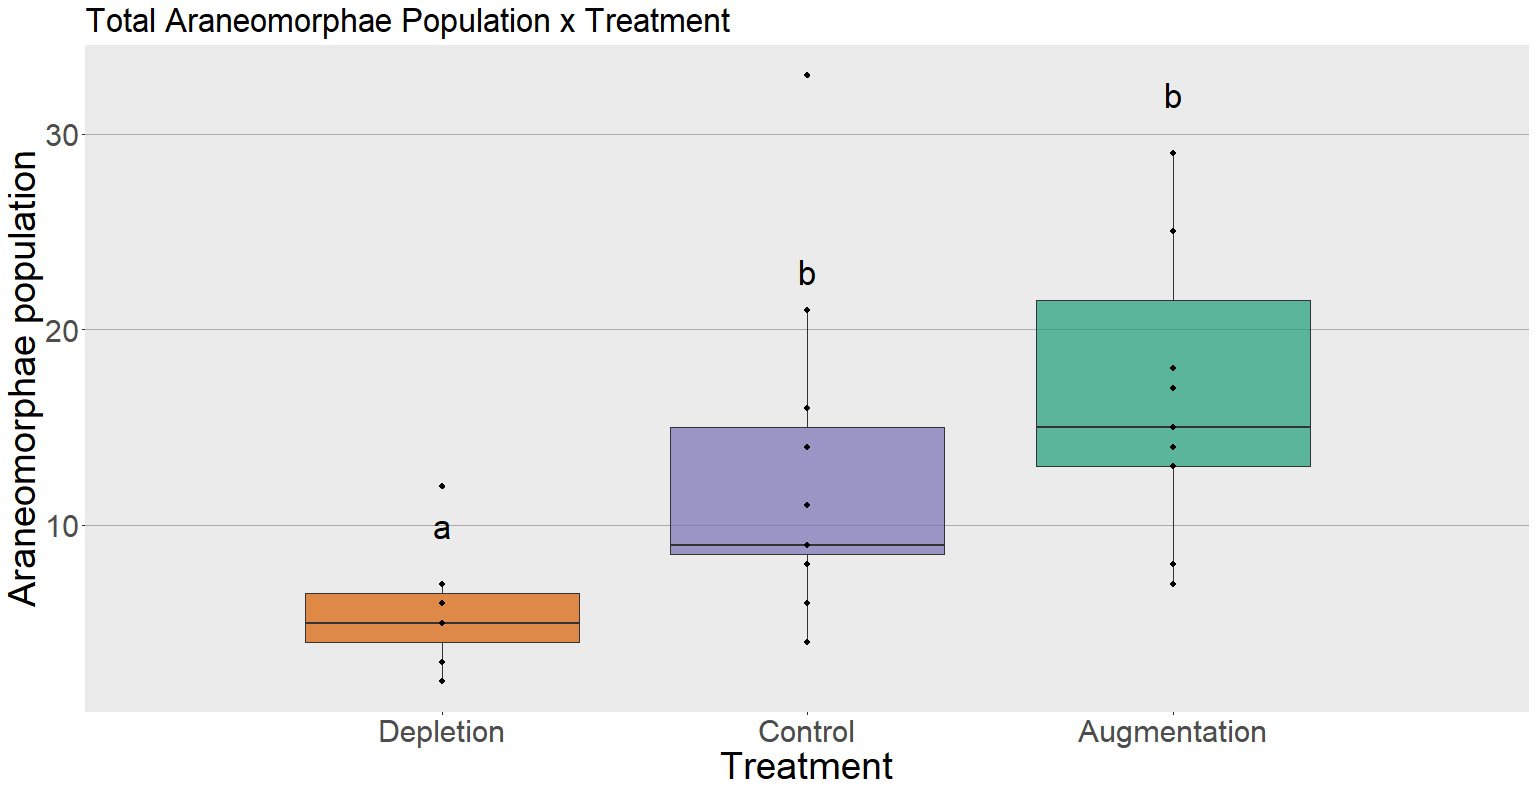 Total Araneomorphae Population x Treatment
Araneomorphae population
30
20
10
b
b
a
Depletion
Control
Augmentation
Treatment